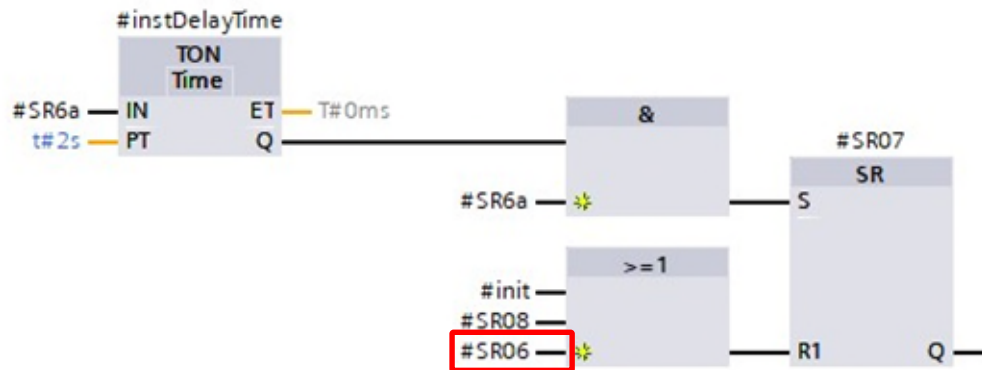 #instDelayTime
TON
Time
#SR6a IN ET T#0ms
t#2s PT Q
&
#SR6a
#SR07
SR
S
>=1
#init
#SR08
#SR06
R1 Q